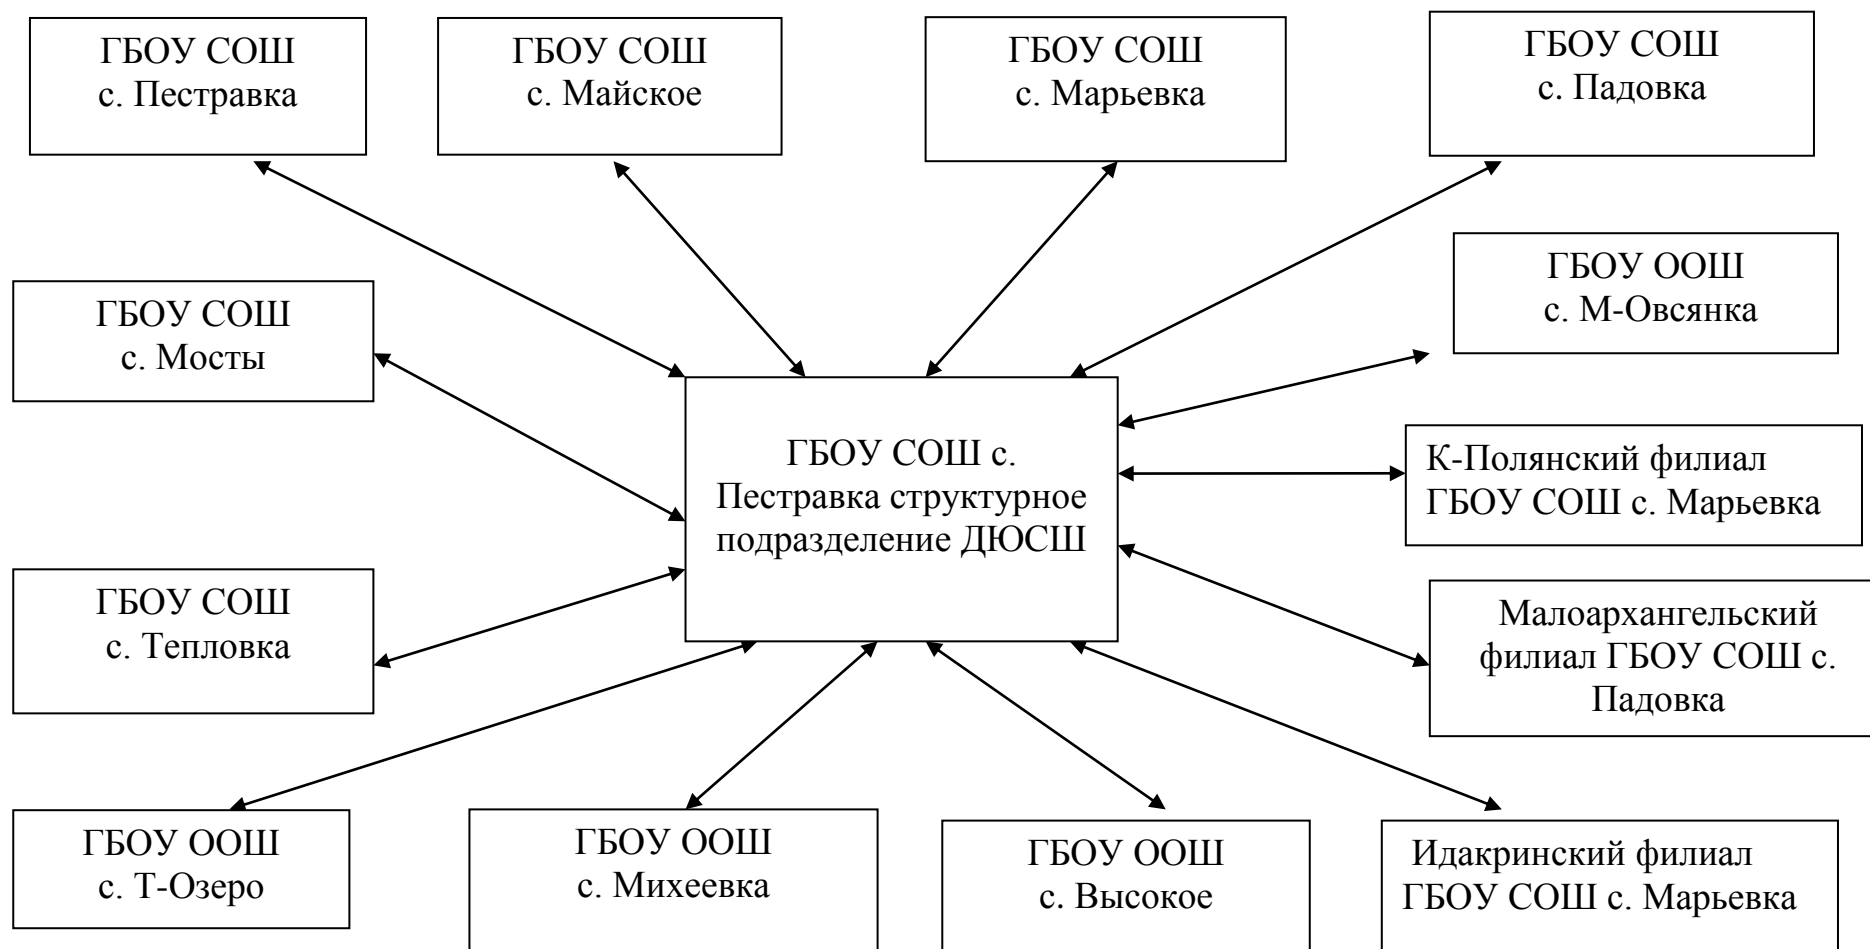 ГБОУ СОШ
с. Пестравка
ГБОУ СОШ
с. Майское
ГБОУ СОШ
с. Марьевка
ГБОУ СОШ
с. Падовка
ГБОУ ООШ
с. М-Овсянка
ГБОУ СОШ
с. Мосты
ГБОУ СОШ с.
Пестравка структурное
подразделение ДЮСШ
К-Полянский филиал
ГБОУ СОШ с. Марьевка
ГБОУ СОШ
с. Тепловка
Малоархангельский
филиал ГБОУ СОШ с.
Падовка
ГБОУ ООШ
с. Т-Озеро
ГБОУ ООШ
с. Михеевка
ГБОУ ООШ
с. Высокое
Идакринский филиал
ГБОУ СОШ с. Марьевка